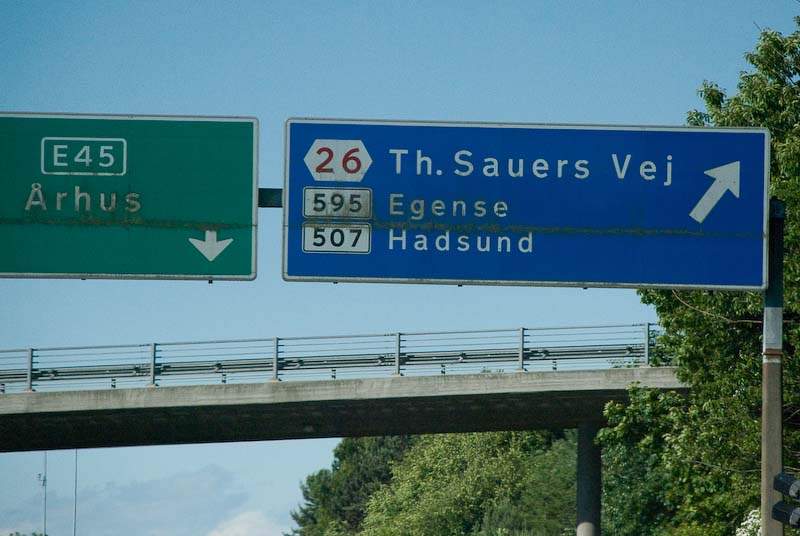 E45
Århus
26 Th. Sauers Vej
595 Egense
507 Hadsund